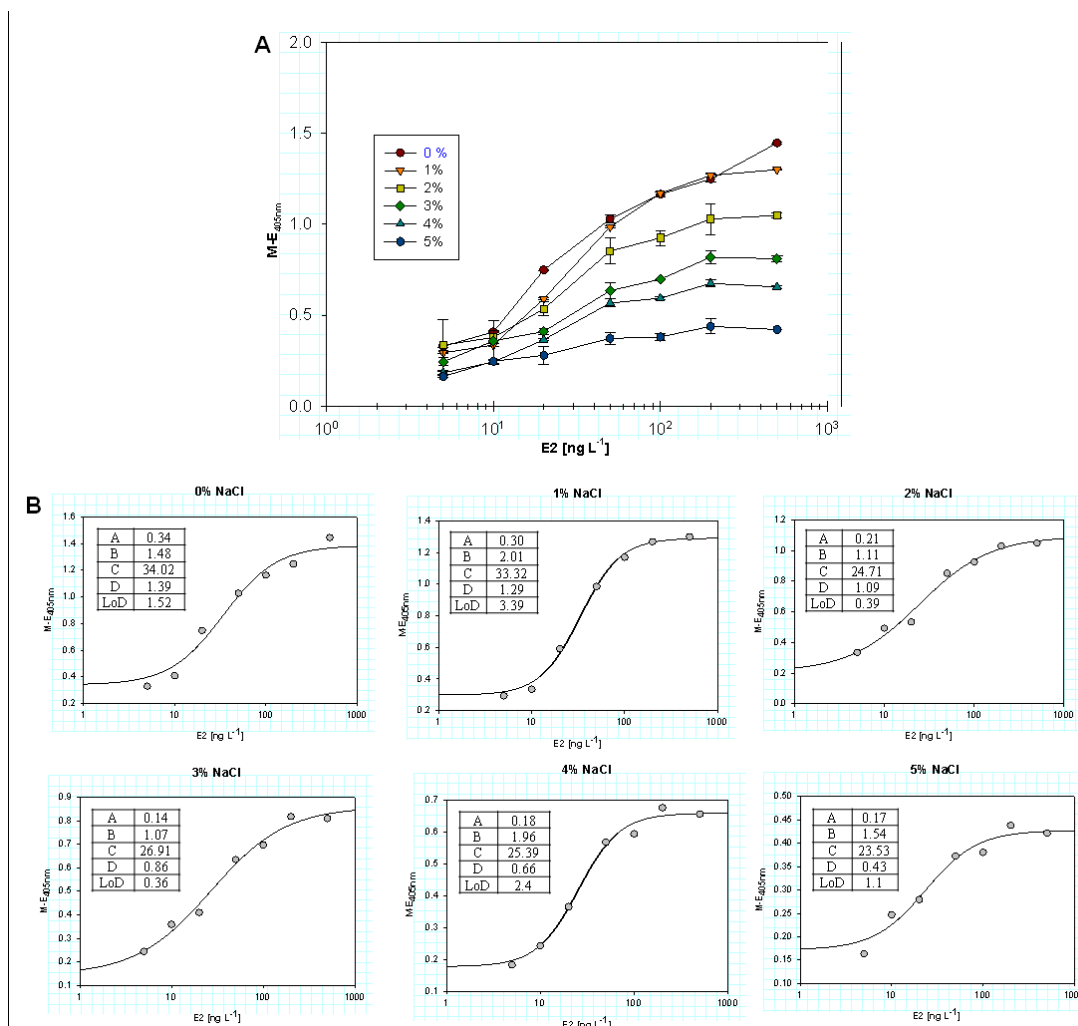 A
2.0
1.5
1.0
0.5
0.0
M-E405nm
0 %
1%
2%
3%
4%
5%
10⁰ 10¹ 10² 10³
E2 [ng L⁻¹]
B
0% NaCl
1.6
1.4
1.2
1.0
0.8
0.6
0.4
0.2
M-E405nm
A 0.34
B 1.48
C 34.02
D 1.39
LoD 1.52
1 10 100 1000
E2 [ng L⁻¹]
1% NaCl
1.4
1.2
1.0
0.8
0.6
0.4
0.2
M-E405nm
A 0.30
B 2.01
C 33.32
D 1.29
LoD 3.39
1 10 100 1000
E2 [ng L⁻¹]
2% NaCl
1.2
1.0
0.8
0.6
0.4
0.2
0.0
M-E405nm
A 0.21
B 1.11
C 24.71
D 1.09
LoD 0.39
1 10 100 1000
E2 [ng L⁻¹]
3% NaCl
0.9
0.8
0.7
0.6
0.5
0.4
0.3
0.2
0.1
M-E405nm
A 0.14
B 1.07
C 26.91
D 0.86
LoD 0.36
1 10 100 1000
E2 [ng L⁻¹]
4% NaCl
0.7
0.6
0.5
0.4
0.3
0.2
0.1
M-E405nm
A 0.18
B 1.96
C 25.39
D 0.66
LoD 2.4
1 10 100 1000
E2 [ng L⁻¹]
5% NaCl
0.50
0.45
0.40
0.35
0.30
0.25
0.20
0.15
0.10
M-E405nm
A 0.17
B 1.54
C 23.53
D 0.43
LoD 1.1
1 10 100 1000
E2 [ng L⁻¹]